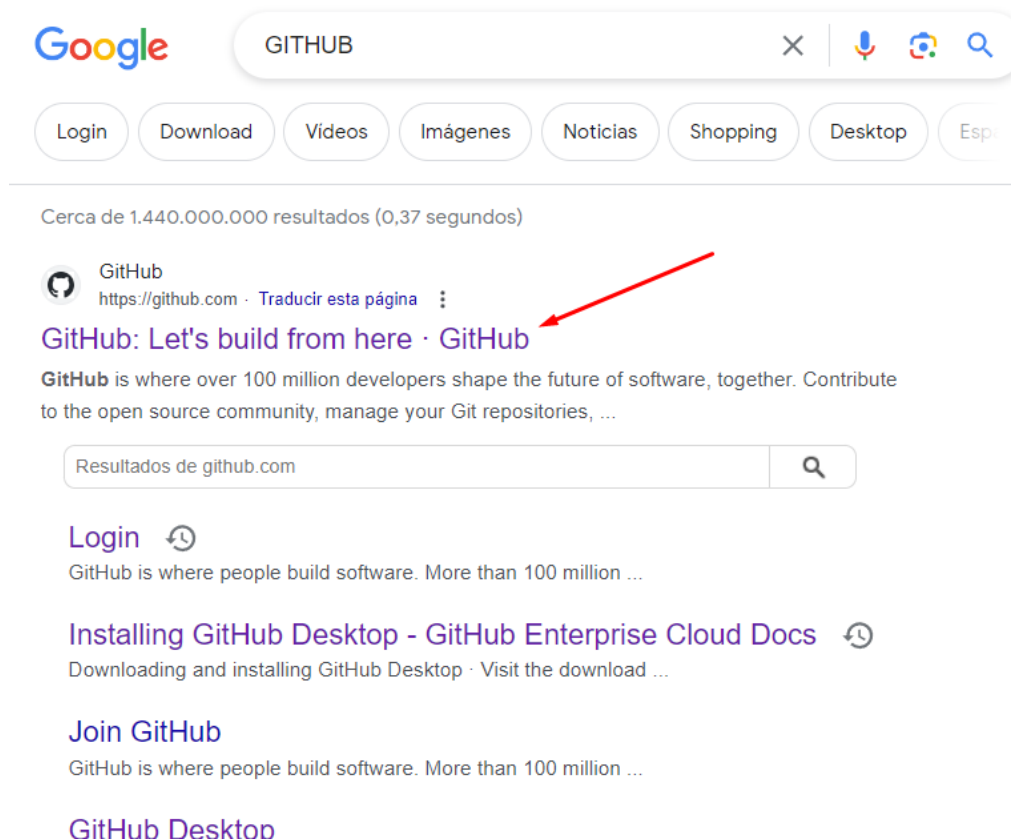 Google
GITHUB
Login Download Vídeos Imágenes Noticias Shopping Desktop
Cerca de 1.440.000.000 resultados (0,37 segundos)
GitHub
https://github.com · Traducir esta página
GitHub: Let's build from here · GitHub
GitHub is where over 100 million developers shape the future of software, together. Contribute
to the open source community, manage your Git repositories, ...
Resultados de github.com
Login
GitHub is where people build software. More than 100 million ...
Installing GitHub Desktop - GitHub Enterprise Cloud Docs
Downloading and installing GitHub Desktop · Visit the download ...
Join GitHub
GitHub is where people build software. More than 100 million ...
GitHub Desktop